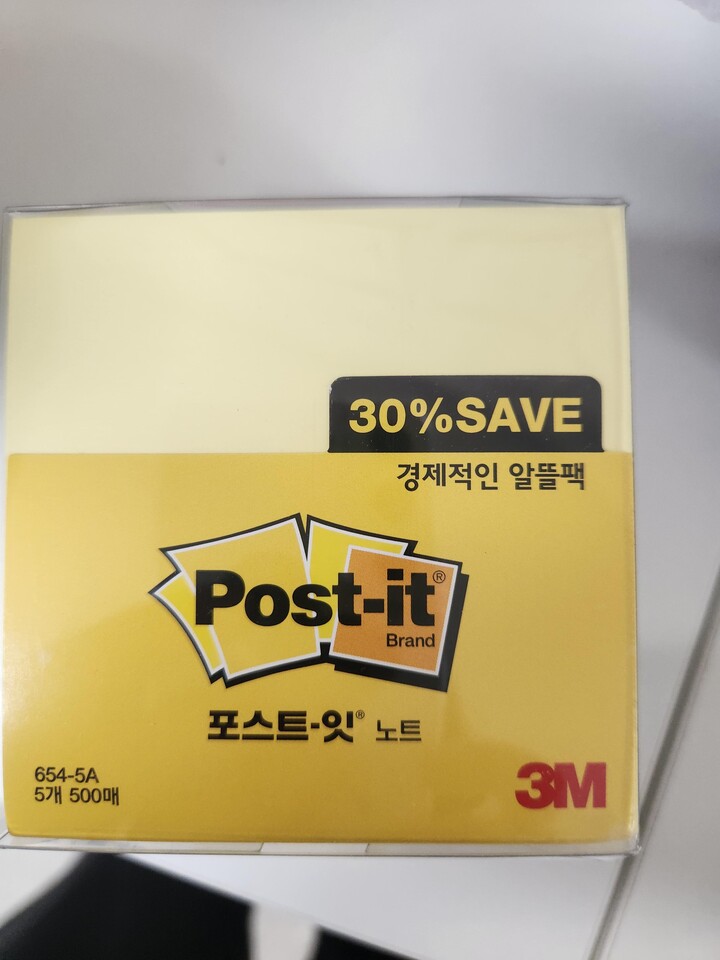 30%SAVE
경제적인 알뜰팩
Post-it®
Brand
포스트-잇® 노트
654-5A
5개 500매
3M